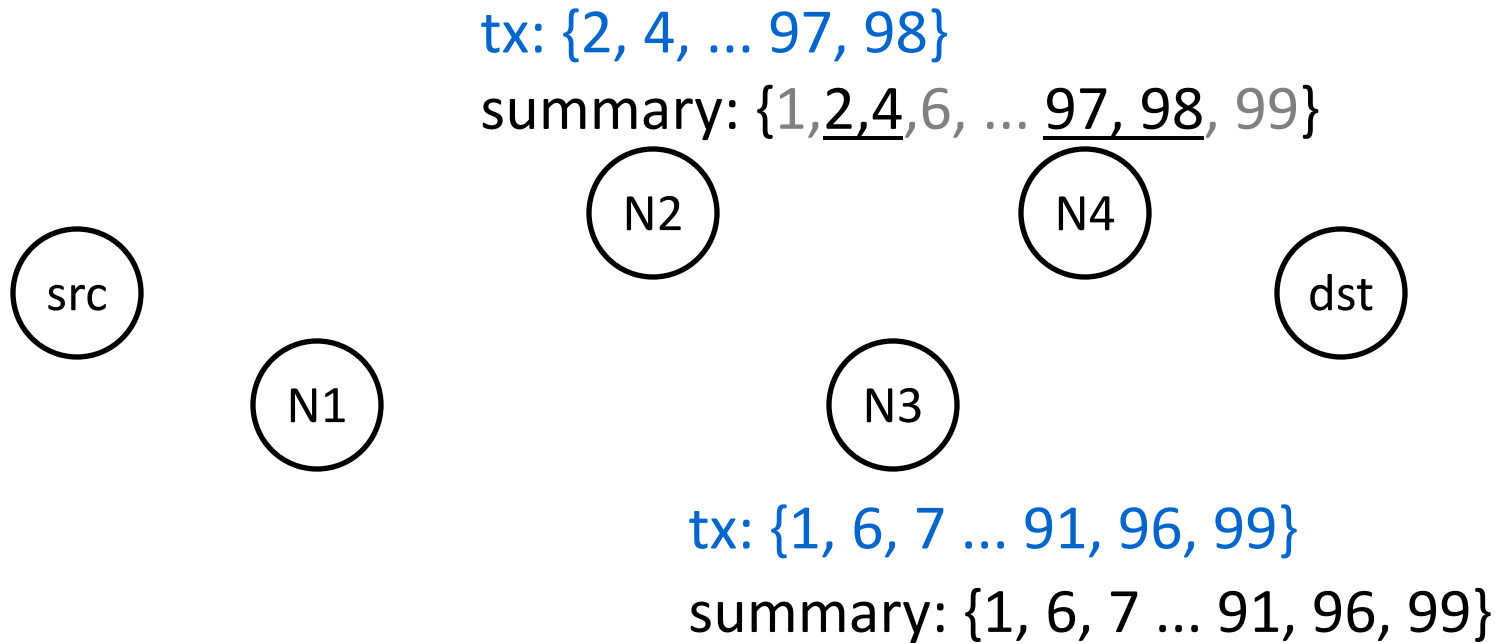 tx: {2, 4, ... 97, 98}
summary: {1,2,4,6, ... 97, 98, 99}
N2
N4
src
dst
N1
N3
tx: {1, 6, 7 ... 91, 96, 99}
summary: {1, 6, 7 ... 91, 96, 99}